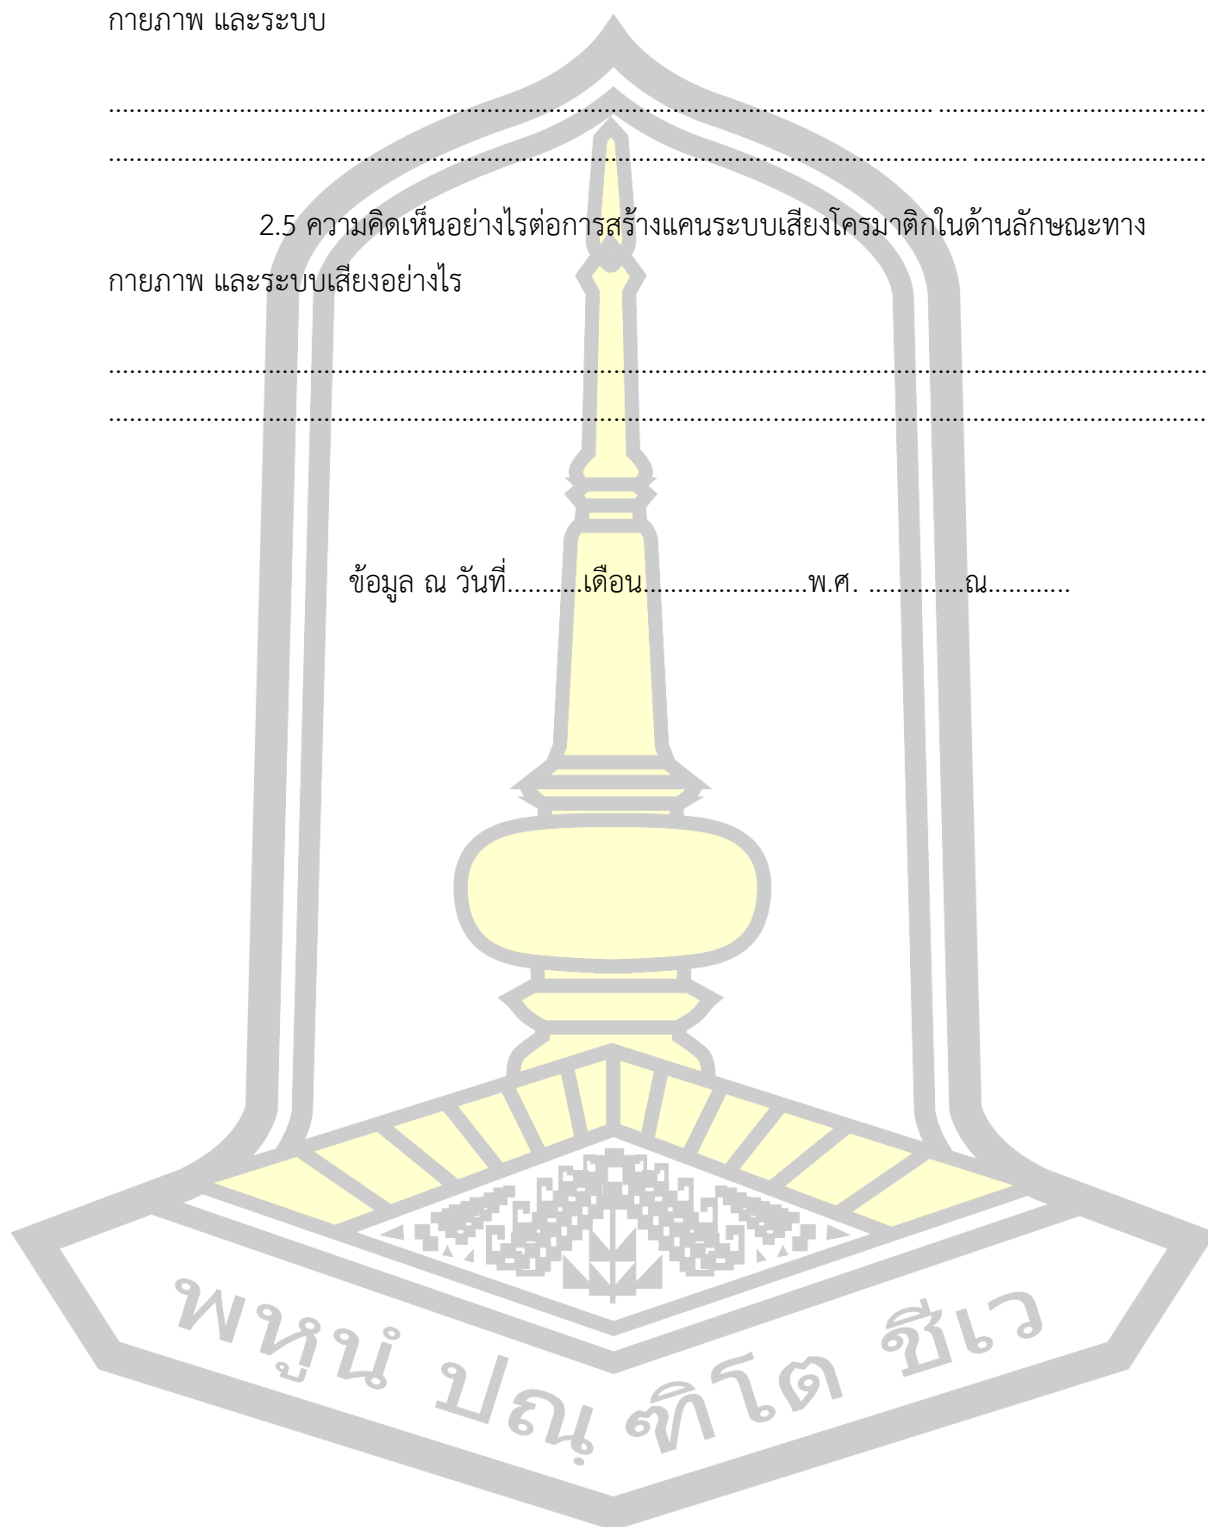 กายภาพ และระบบ
....................................................................................................................... .......................................
............................................................................................................................ ..................................
2.5 ความคิดเห็นอย่างไรต่อการสร้างแคนระบบเสียงโครมาติกในด้านลักษณะทาง
กายภาพ และระบบเสียงอย่างไร
................................................................................................................................................................
................................................................................................................................................................
ข้อมูล ณ วันที่...........เดือน........................พ.ศ. ..............ณ............
พหูนํ ปณฺฑิโต ชีเว